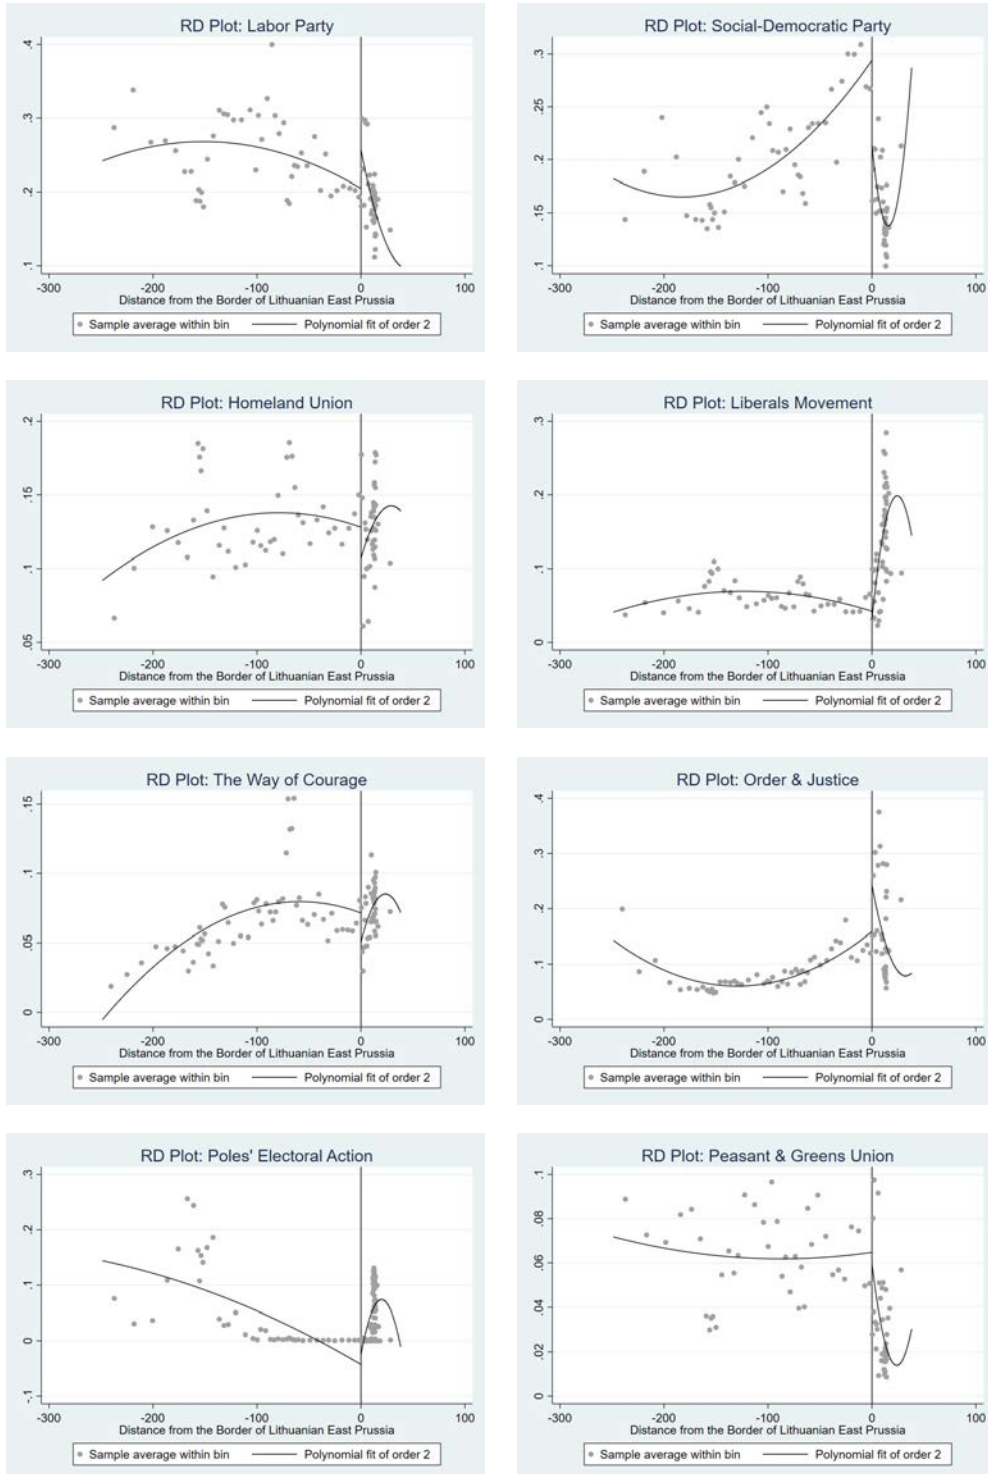 RD Plot: Labor Party
.4
.3
.2
.1
-300 -200 -100 0 100
Distance from the Border of Lithuanian East Prussia
Sample average within bin Polynomial fit of order 2
RD Plot: Social-Democratic Party
.3
.25
.2
.15
.1
-300 -200 -100 0 100
Distance from the Border of Lithuanian East Prussia
Sample average within bin Polynomial fit of order 2
RD Plot: Homeland Union
.2
.15
.1
.05
-300 -200 -100 0 100
Distance from the Border of Lithuanian East Prussia
Sample average within bin Polynomial fit of order 2
RD Plot: Liberals Movement
.3
.2
.1
0
-300 -200 -100 0 100
Distance from the Border of Lithuanian East Prussia
Sample average within bin Polynomial fit of order 2
RD Plot: The Way of Courage
.15
.1
.05
0
-300 -200 -100 0 100
Distance from the Border of Lithuanian East Prussia
Sample average within bin Polynomial fit of order 2
RD Plot: Order & Justice
.4
.3
.2
.1
0
-300 -200 -100 0 100
Distance from the Border of Lithuanian East Prussia
Sample average within bin Polynomial fit of order 2
RD Plot: Poles' Electoral Action
.3
.2
.1
0
-.1
-300 -200 -100 0 100
Distance from the Border of Lithuanian East Prussia
Sample average within bin Polynomial fit of order 2
RD Plot: Peasant & Greens Union
.1
.08
.06
.04
.02
0
-300 -200 -100 0 100
Distance from the Border of Lithuanian East Prussia
Sample average within bin Polynomial fit of order 2